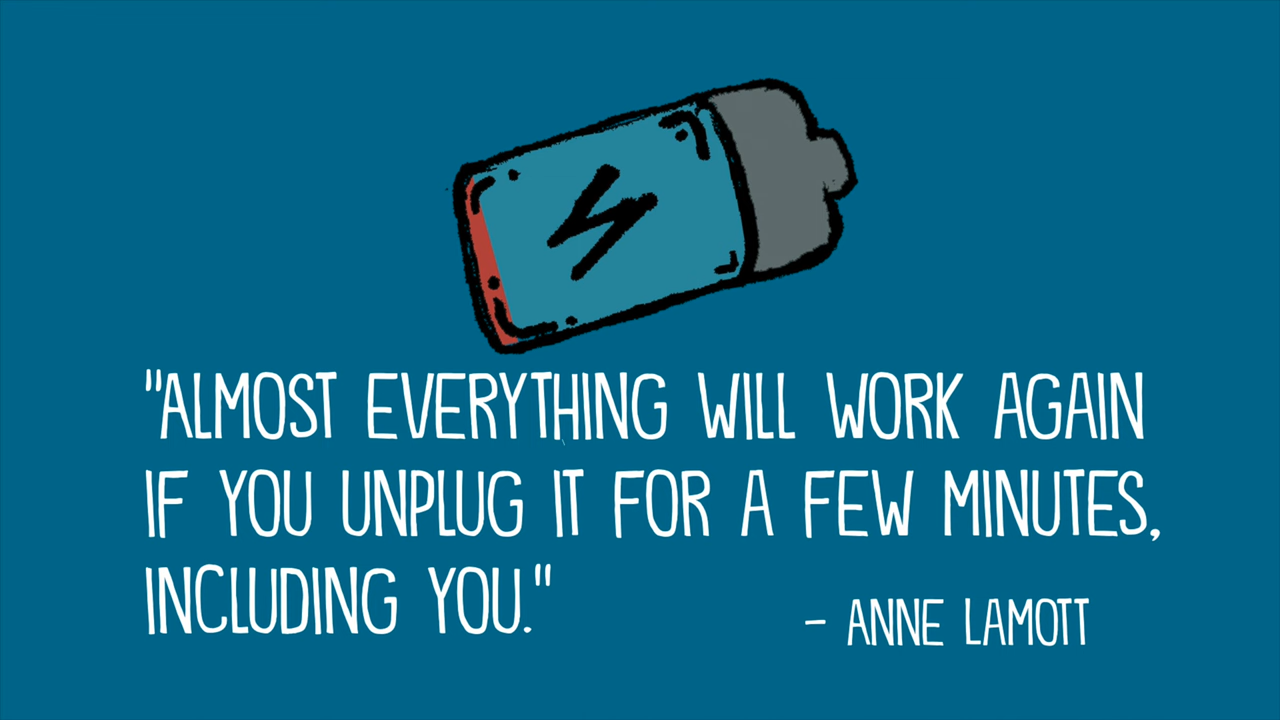 "ALMOST EVERYTHING WILL WORK AGAIN
IF YOU UNPLUG IT FOR A FEW MINUTES,
INCLUDING YOU."
- ANNE LAMOTT